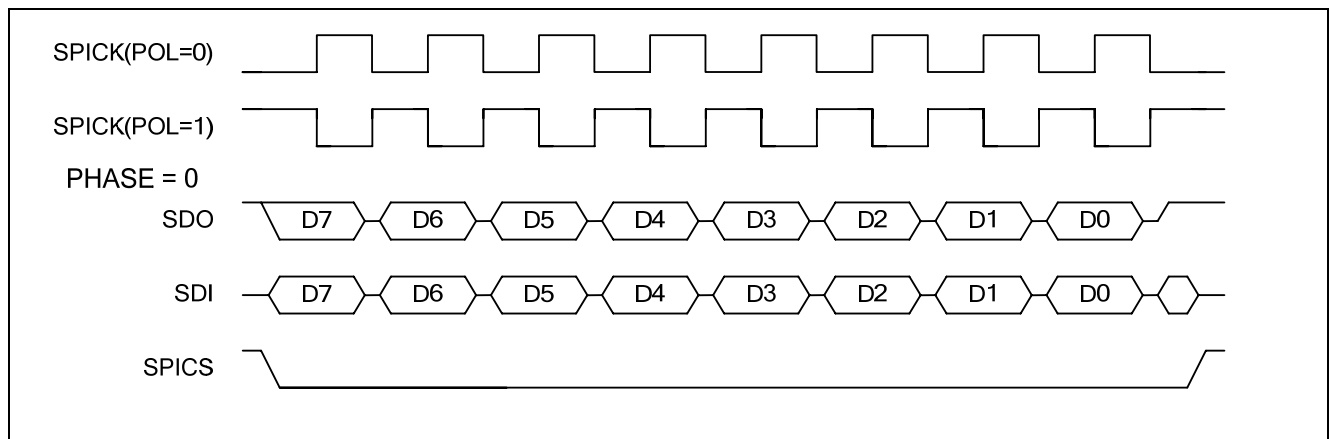 SPICK(POL=0)
SPICK(POL=1)
PHASE = 0
SDO D7 D6 D5 D4 D3 D2 D1 D0
SDI D7 D6 D5 D4 D3 D2 D1 D0
SPICS